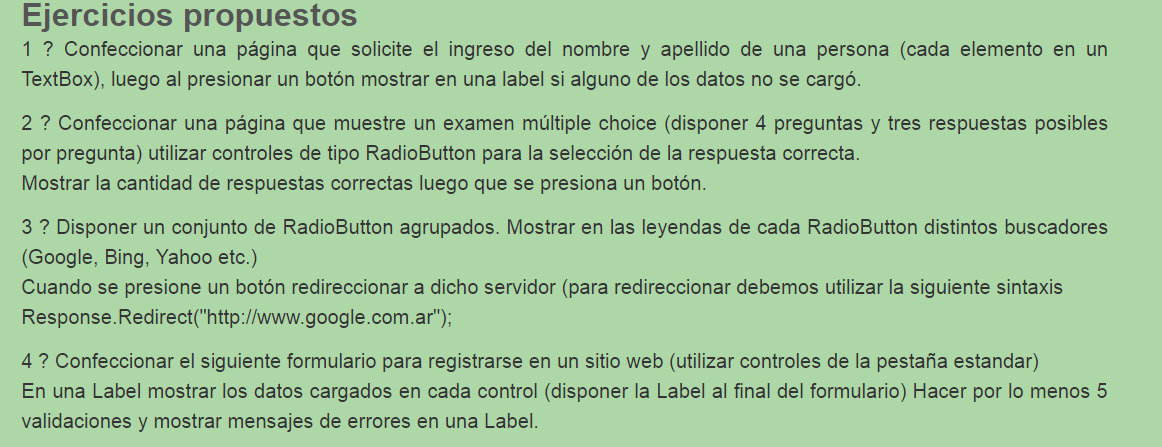 Ejercicios propuestos
1 ? Confeccionar una página que solicite el ingreso del nombre y apellido de una persona (cada elemento en un
TextBox), luego al presionar un botón mostrar en una label si alguno de los datos no se cargó.
2 ? Confeccionar una página que muestre un examen múltiple choice (disponer 4 preguntas y tres respuestas posibles
por pregunta) utilizar controles de tipo RadioButton para la selección de la respuesta correcta.
Mostrar la cantidad de respuestas correctas luego que se presiona un botón.
3 ? Disponer un conjunto de RadioButton agrupados. Mostrar en las leyendas de cada RadioButton distintos buscadores
(Google, Bing, Yahoo etc.)
Cuando se presione un botón redireccionar a dicho servidor (para redireccionar debemos utilizar la siguiente sintaxis
Response.Redirect("http://www.google.com.ar");
4 ? Confeccionar el siguiente formulario para registrarse en un sitio web (utilizar controles de la pestaña estandar)
En una Label mostrar los datos cargados en cada control (disponer la Label al final del formulario) Hacer por lo menos 5
validaciones y mostrar mensajes de errores en una Label.